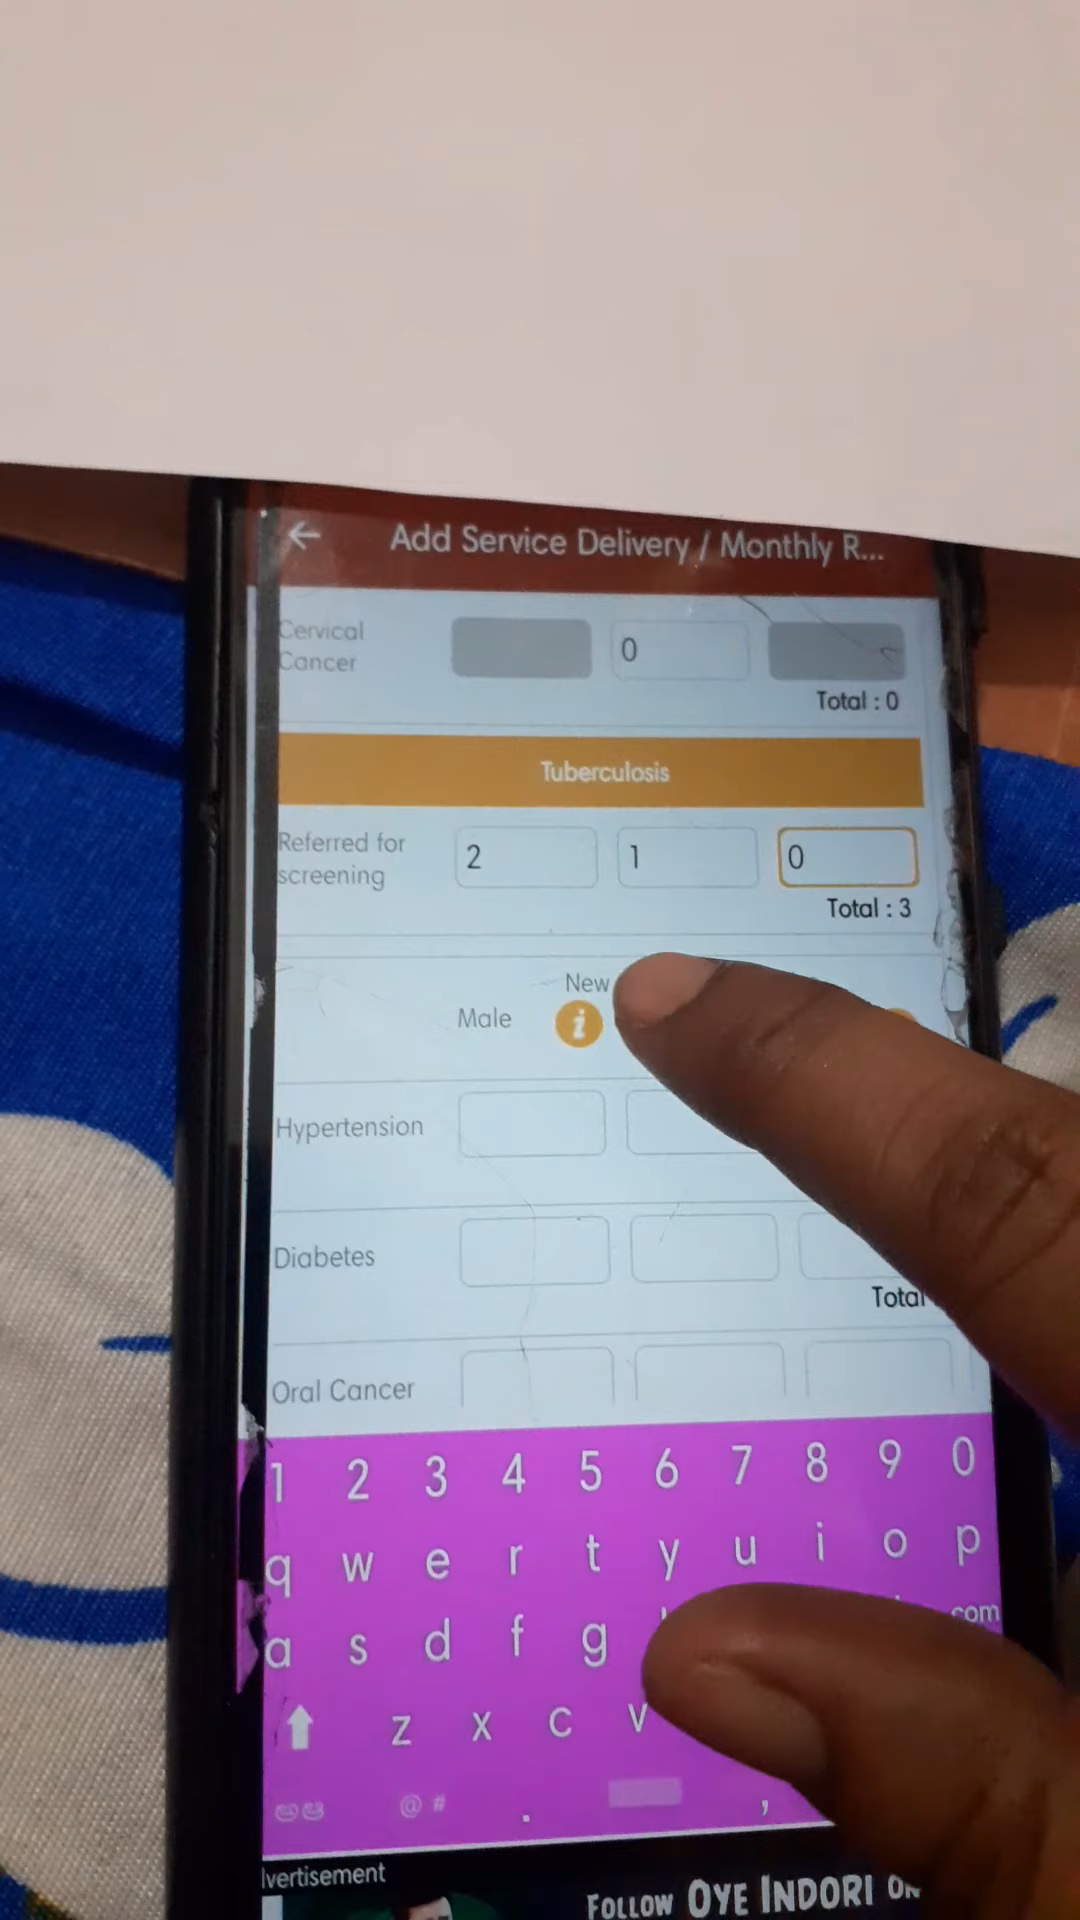 Add Service Delivery / Monthly R...
Cervical
Cancer
0
Total : 0
Tuberculosis
Referred for
screening
2
1
0
Total : 3
New
Male
i
Hypertension
Diabetes
Total
Oral Cancer
1 2 3 4 5 6 7 8 9 0
q w e r t y u i o p
a s d f g
.com
z x c v
అఆ @ # . ,
lvertisement
FOLLOW OYE INDORI ON